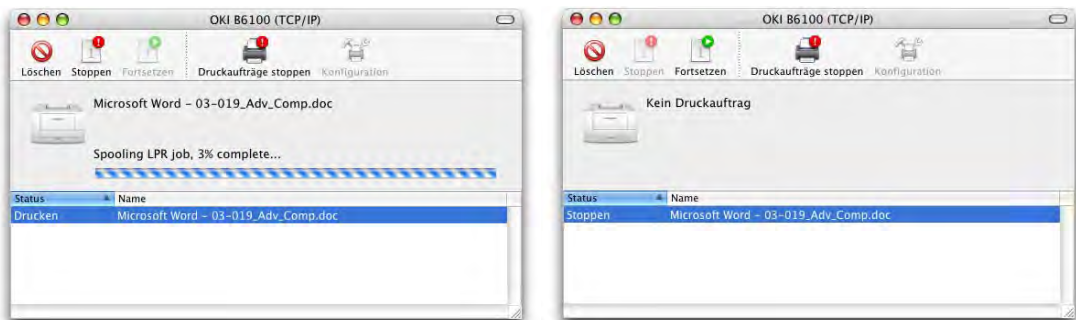 OKI B6100 (TCP/IP)
Löschen Stoppen Fortsetzen Druckaufträge stoppen Konfiguration
Microsoft Word – 03-019_Adv_Comp.doc
Spooling LPR job, 3% complete...
Status Name
Drucken Microsoft Word – 03-019_Adv_Comp.doc
OKI B6100 (TCP/IP)
Löschen Stoppen Fortsetzen Druckaufträge stoppen Konfiguration
Kein Druckauftrag
Status Name
Stoppen Microsoft Word – 03-019_Adv_Comp.doc